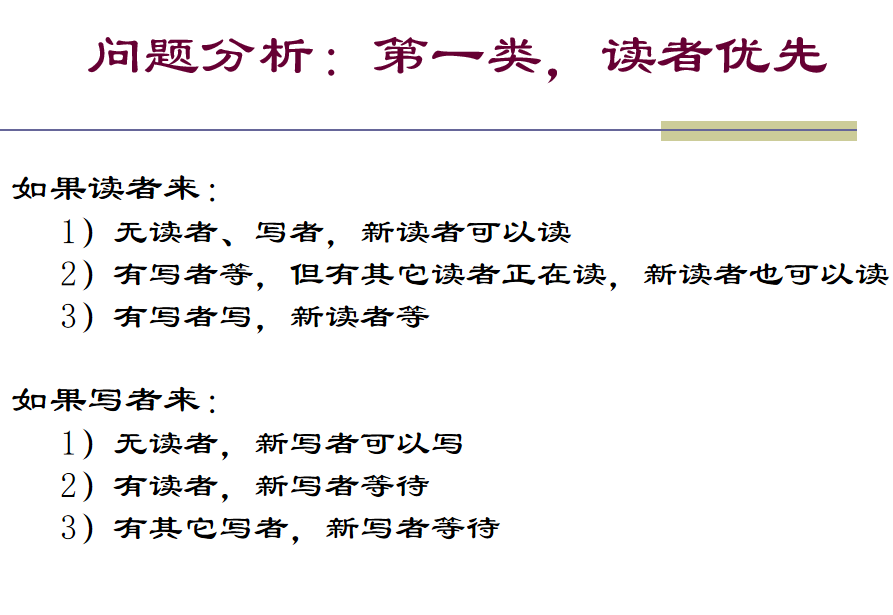 问题分析：第一类，读者优先
如果读者来：
1）无读者、写者，新读者可以读
2）有写者等，但有其它读者正在读，新读者也可以读
3）有写者写，新读者等
如果写者来：
1）无读者，新写者可以写
2）有读者，新写者等待
3）有其它写者，新写者等待